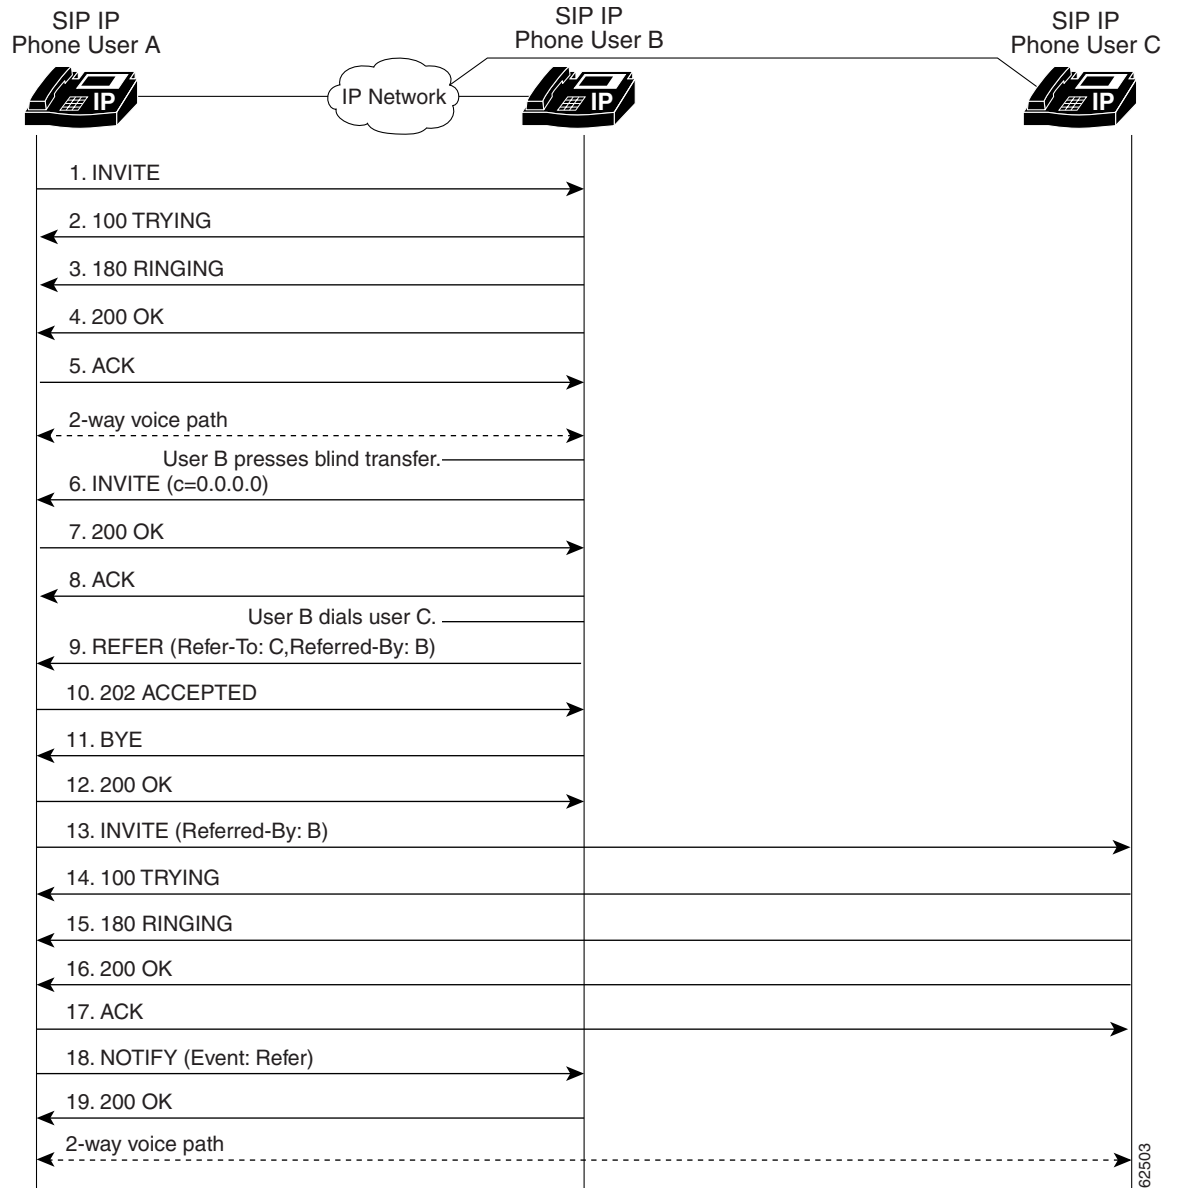 SIP IP
Phone User A
SIP IP
Phone User B
SIP IP
Phone User C
IP
IP Network
IP
IP
1. INVITE
2. 100 TRYING
3. 180 RINGING
4. 200 OK
5. ACK
2-way voice path
User B presses blind transfer.
6. INVITE (c=0.0.0.0)
7. 200 OK
8. ACK
User B dials user C.
9. REFER (Refer-To: C,Referred-By: B)
10. 202 ACCEPTED
11. BYE
12. 200 OK
13. INVITE (Referred-By: B)
14. 100 TRYING
15. 180 RINGING
16. 200 OK
17. ACK
18. NOTIFY (Event: Refer)
19. 200 OK
2-way voice path
62503